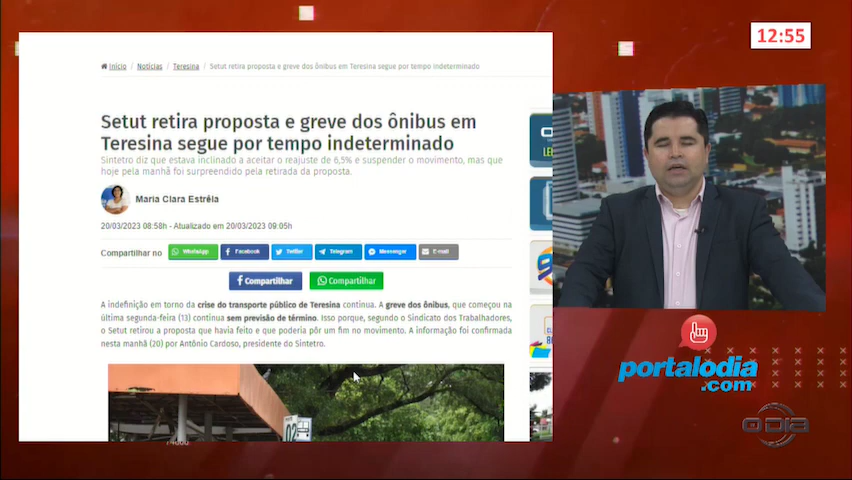 12:55
Início / Notícias / Teresina / Setut retira proposta e greve dos ônibus em Teresina segue por tempo indeterminado
Setut retira proposta e greve dos ônibus em
Teresina segue por tempo indeterminado
Sintetro diz que estava inclinado a aceitar o reajuste de 6,5% e suspender o movimento, mas que
hoje pela manhã foi surpreendido pela retirada da proposta.
Maria Clara Estrêla
20/03/2023 08:58h - Atualizado em 20/03/2023 09:05h
Compartilhar no WhatsApp Facebook Twitter Telegram Messenger E-mail
Compartilhar Compartilhar
A indefinição em torno da crise do transporte público de Teresina continua. A greve dos ônibus, que começou na
última segunda-feira (13) continua sem previsão de término. Isso porque, segundo o Sindicato dos Trabalhadores,
o Setut retirou a proposta que havia feito e que poderia pôr um fim no movimento. A informação foi confirmada
nesta manhã (20) por Antônio Cardoso, presidente do Sintetro.
portalodia
.com
O DIA